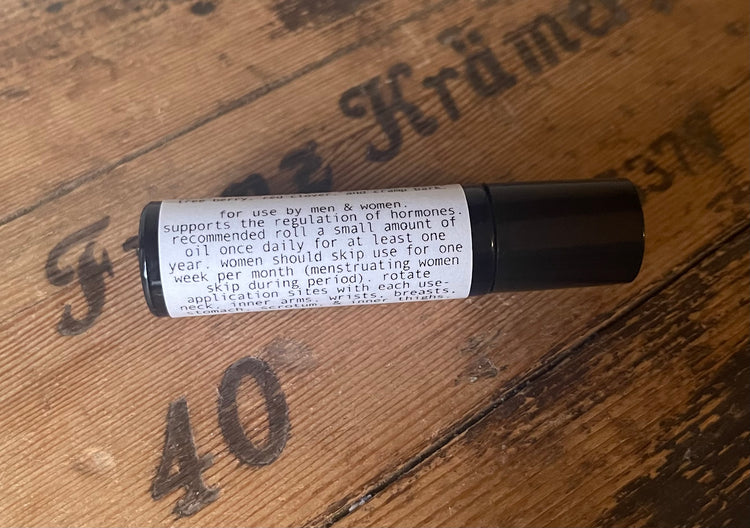 tree berry, red clover, and cramp bark
for use by men & women.
supports the regulation of hormones.
recommended roll a small amount of
oil once daily for at least one
year. women should skip use for one
week per month (menstruating women
skip during period). rotate
application sites with each use-
neck, inner arms, wrists, breasts,
stomach, scrotum, & inner thighs.
Krämer
37
40